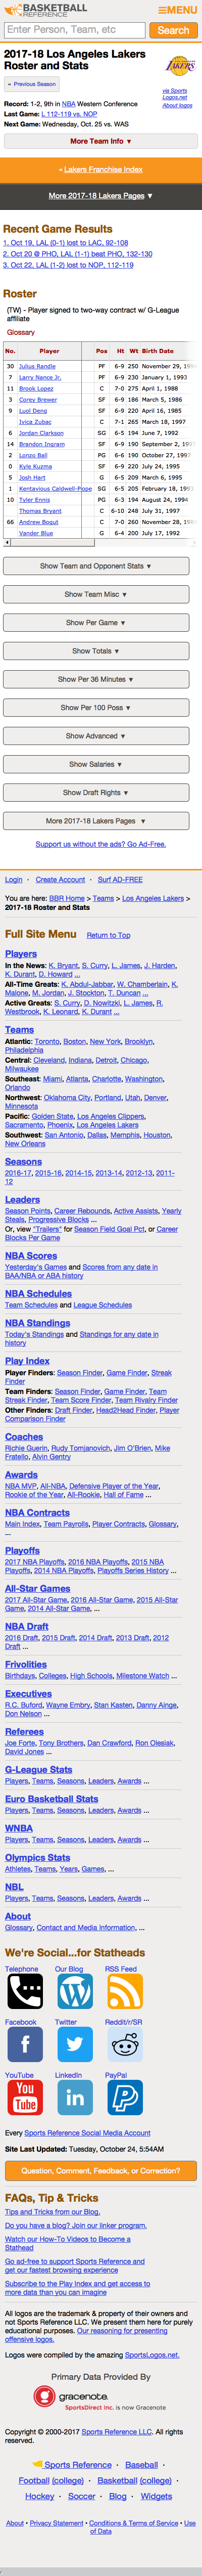 BASKETBALL
REFERENCE
≡MENU
Enter Person, Team, etc
Search
2017-18 Los Angeles Lakers
Roster and Stats
« Previous Season
via Sports
Logos.net
About logos
Record: 1-2, 9th in NBA Western Conference
Last Game: L 112-119 vs. NOP
Next Game: Wednesday, Oct. 25 vs. WAS
More Team Info ▼
« Lakers Franchise Index
More 2017-18 Lakers Pages ▼
Recent Game Results
1. Oct 19, LAL (0-1) lost to LAC, 92-108
2. Oct 20 @ PHO, LAL (1-1) beat PHO, 132-130
3. Oct 22, LAL (1-2) lost to NOP, 112-119
Roster
(TW) - Player signed to two-way contract w/ G-League
affiliate
Glossary
No. Player Pos Ht Wt Birth Date
30 Julius Randle PF 6-9 250 November 29, 1994
7 Larry Nance Jr. PF 6-9 230 January 1, 1993
11 Brook Lopez C 7-0 275 April 1, 1988
3 Corey Brewer SF 6-9 186 March 5, 1986
9 Luol Deng SF 6-9 220 April 16, 1985
Ivica Zubac C 7-1 265 March 18, 1997
6 Jordan Clarkson SG 6-5 194 June 7, 1992
14 Brandon Ingram SF 6-9 190 September 2, 1997
2 Lonzo Ball PG 6-6 190 October 27, 1997
0 Kyle Kuzma SF 6-9 220 July 24, 1995
5 Josh Hart G 6-5 209 March 6, 1995
1 Kentavious Caldwell-Pope SG 6-5 205 February 18, 1993
10 Tyler Ennis PG 6-3 194 August 24, 1994
Thomas Bryant C 6-10 248 July 31, 1997
66 Andrew Bogut C 7-0 260 November 28, 1984
Vander Blue G 6-4 200 July 17, 1992
Show Team and Opponent Stats ▼
Show Team Misc ▼
Show Per Game ▼
Show Totals ▼
Show Per 36 Minutes ▼
Show Per 100 Poss ▼
Show Advanced ▼
Show Salaries ▼
Show Draft Rights ▼
More 2017-18 Lakers Pages ▼
Support us without the ads? Go Ad-Free.
Login · Create Account · Surf AD-FREE
You are here: BBR Home > Teams > Los Angeles Lakers >
2017-18 Roster and Stats
Full Site Menu Return to Top
Players
In the News: K. Bryant, S. Curry, L. James, J. Harden,
K. Durant, D. Howard ...
All-Time Greats: K. Abdul-Jabbar, W. Chamberlain, K.
Malone, M. Jordan, J. Stockton, T. Duncan ...
Active Greats: S. Curry, D. Nowitzki, L. James, R.
Westbrook, K. Leonard, K. Durant ...
Teams
Atlantic: Toronto, Boston, New York, Brooklyn,
Philadelphia
Central: Cleveland, Indiana, Detroit, Chicago,
Milwaukee
Southeast: Miami, Atlanta, Charlotte, Washington,
Orlando
Northwest: Oklahoma City, Portland, Utah, Denver,
Minnesota
Pacific: Golden State, Los Angeles Clippers,
Sacramento, Phoenix, Los Angeles Lakers
Southwest: San Antonio, Dallas, Memphis, Houston,
New Orleans
Seasons
2016-17, 2015-16, 2014-15, 2013-14, 2012-13, 2011-
12
Leaders
Season Points, Career Rebounds, Active Assists, Yearly
Steals, Progressive Blocks ...
Or, view "Trailers" for Season Field Goal Pct, or Career
Blocks Per Game
NBA Scores
Yesterday's Games and Scores from any date in
BAA/NBA or ABA history
NBA Schedules
Team Schedules and League Schedules
NBA Standings
Today's Standings and Standings for any date in
history
Play Index
Player Finders: Season Finder, Game Finder, Streak
Finder
Team Finders: Season Finder, Game Finder, Team
Streak Finder, Team Score Finder, Team Rivalry Finder
Other Finders: Draft Finder, Head2Head Finder, Player
Comparison Finder
Coaches
Richie Guerin, Rudy Tomjanovich, Jim O'Brien, Mike
Fratello, Alvin Gentry
Awards
NBA MVP, All-NBA, Defensive Player of the Year,
Rookie of the Year, All-Rookie, Hall of Fame ...
NBA Contracts
Main Index, Team Payrolls, Player Contracts, Glossary,
...
Playoffs
2017 NBA Playoffs, 2016 NBA Playoffs, 2015 NBA
Playoffs, 2014 NBA Playoffs, Playoffs Series History ...
All-Star Games
2017 All-Star Game, 2016 All-Star Game, 2015 All-Star
Game, 2014 All-Star Game, ...
NBA Draft
2016 Draft, 2015 Draft, 2014 Draft, 2013 Draft, 2012
Draft ...
Frivolities
Birthdays, Colleges, High Schools, Milestone Watch ...
Executives
R.C. Buford, Wayne Embry, Stan Kasten, Danny Ainge,
Don Nelson ...
Referees
Joe Forte, Tony Brothers, Dan Crawford, Ron Olesiak,
David Jones ...
G-League Stats
Players, Teams, Seasons, Leaders, Awards ...
Euro Basketball Stats
Players, Teams, Seasons, Leaders, Awards ...
WNBA
Players, Teams, Seasons, Leaders, Awards ...
Olympics Stats
Athletes, Teams, Years, Games, ...
NBL
Players, Teams, Seasons, Leaders, Awards ...
About
Glossary, Contact and Media Information, ...
We're Social...for Statheads
Telephone Our Blog RSS Feed
Facebook Twitter Reddit/r/SR
YouTube LinkedIn PayPal
You
Tube
Every Sports Reference Social Media Account
Site Last Updated: Tuesday, October 24, 5:54AM
Question, Comment, Feedback, or Correction?
FAQs, Tip & Tricks
Tips and Tricks from our Blog.
Do you have a blog? Join our linker program.
Watch our How-To Videos to Become a
Stathead
Go ad-free to support Sports Reference and
get our fastest browsing experience
Subscribe to the Play Index and get access to
more data than you can imagine
All logos are the trademark & property of their owners and
not Sports Reference LLC. We present them here for purely
educational purposes. Our reasoning for presenting
offensive logos.
Logos were compiled by the amazing SportsLogos.net.
Primary Data Provided By
gracenote.
SportsDirect Inc. is now Gracenote
Copyright © 2000-2017 Sports Reference LLC. All rights
reserved.
Sports Reference · Baseball ·
Football (college) · Basketball (college) ·
Hockey · Soccer · Blog · Widgets
About · Privacy Statement · Conditions & Terms of Service · Use
of Data